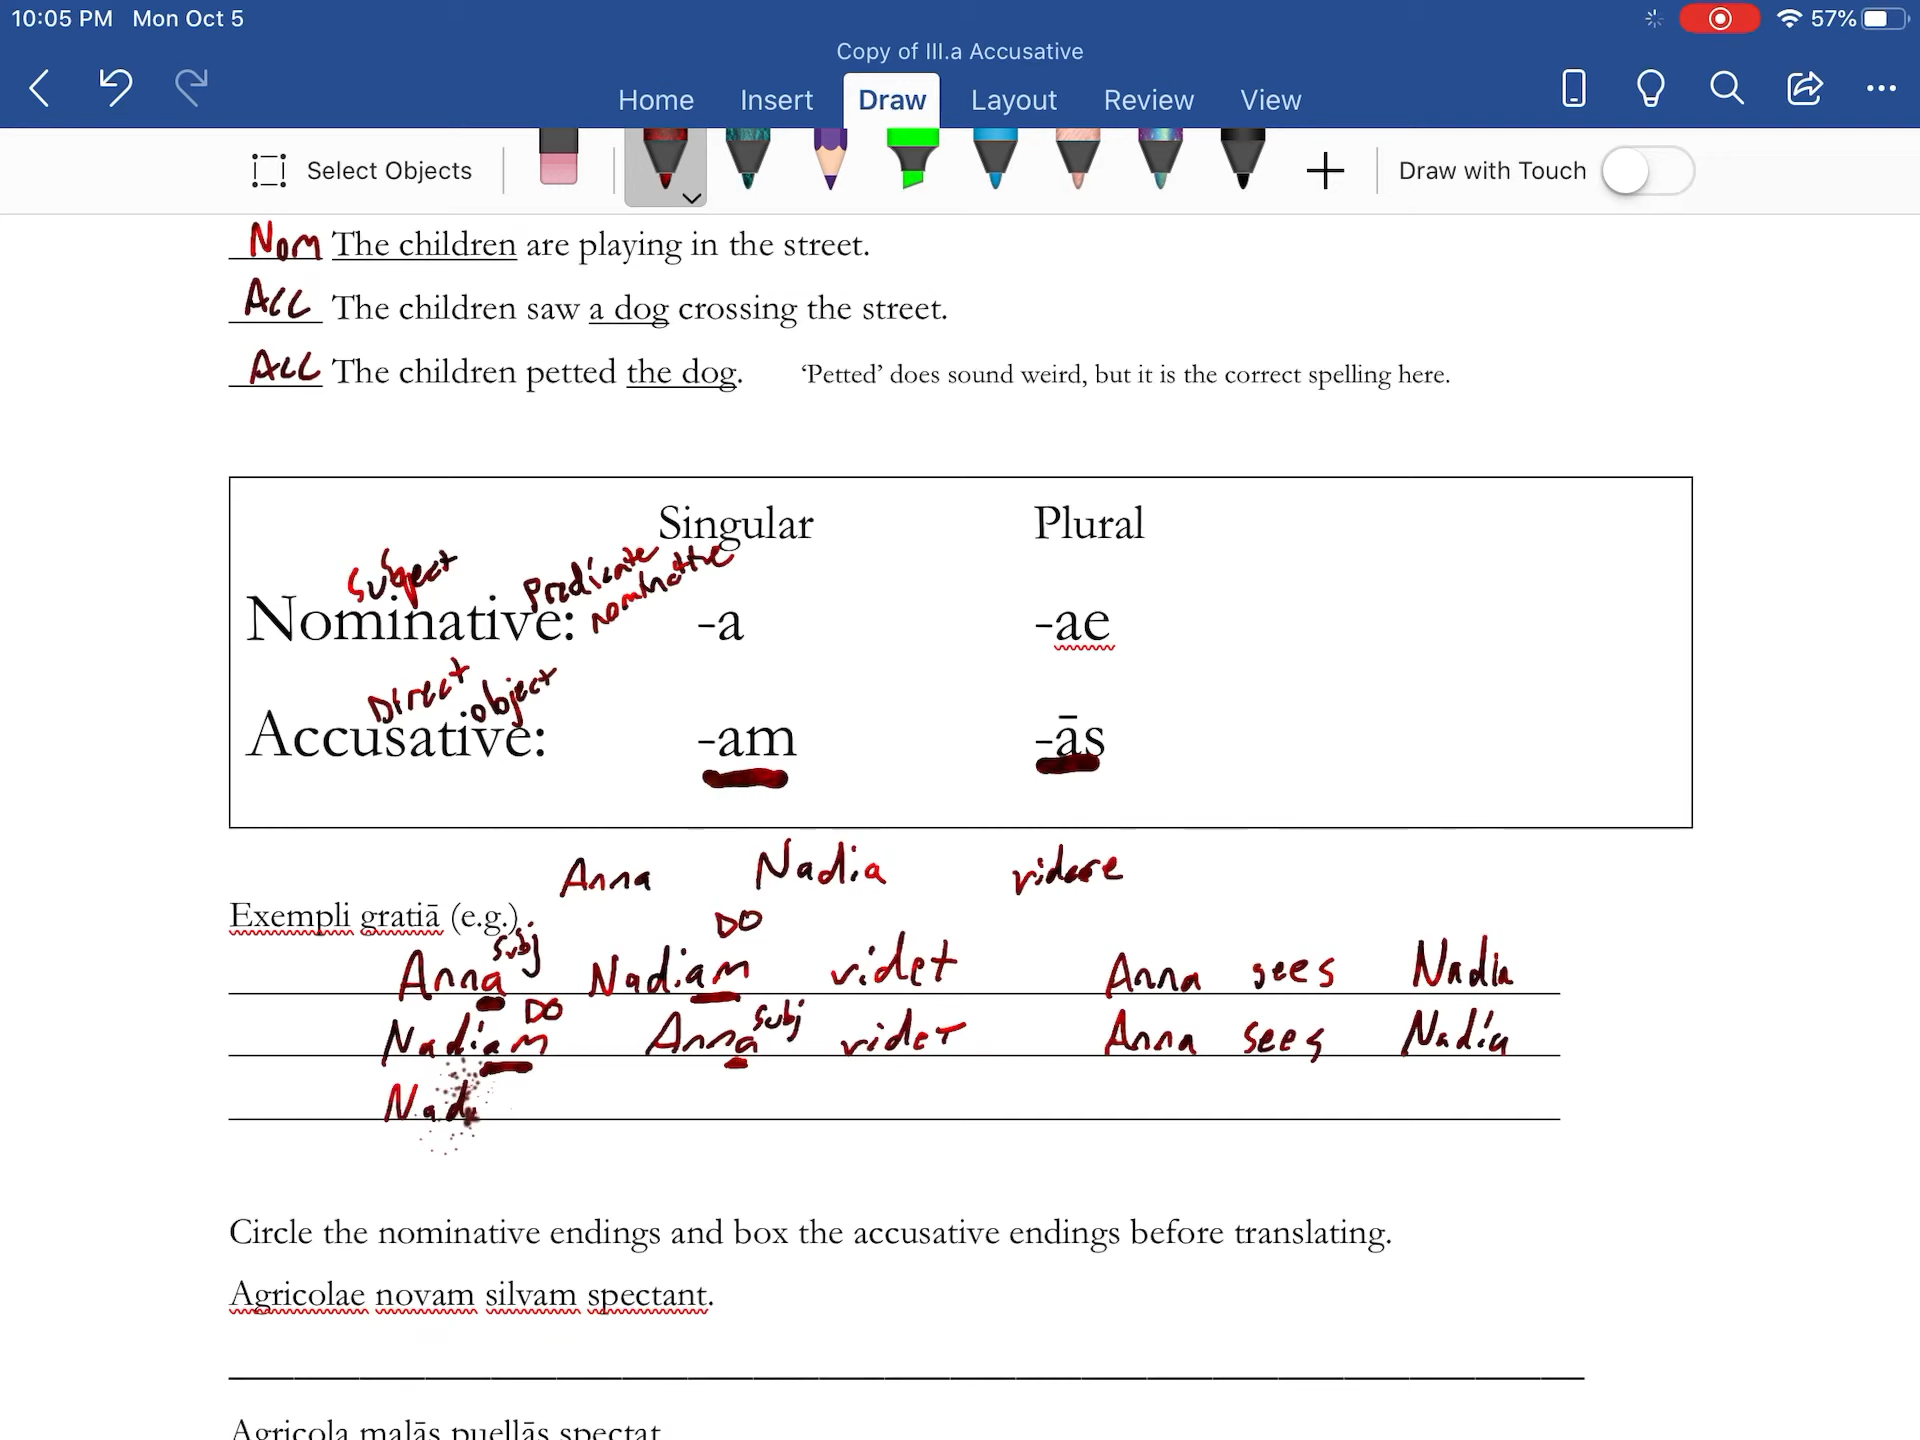 10:05 PM Mon Oct 5 57%
Copy of III.a Accusative
Home Insert Draw Layout Review View
Select Objects Draw with Touch
Nom The children are playing in the street.
Acc The children saw a dog crossing the street.
Acc The children petted the dog. ‘Petted’ does sound weird, but it is the correct spelling here.
Singular Plural
Subject Predicate nominative
Nominative: -a -ae
Direct object
Accusative: -am -ās
Anna Nadia videre
Exempli gratiā (e.g.)
subj DO
Anna Nadiam videt Anna sees Nadia
DO subj
Nadiam Anna videt Anna sees Nadia
Nadi
Circle the nominative endings and box the accusative endings before translating.
Agricolae novam silvam spectant.
Agricola malās puellās spectat